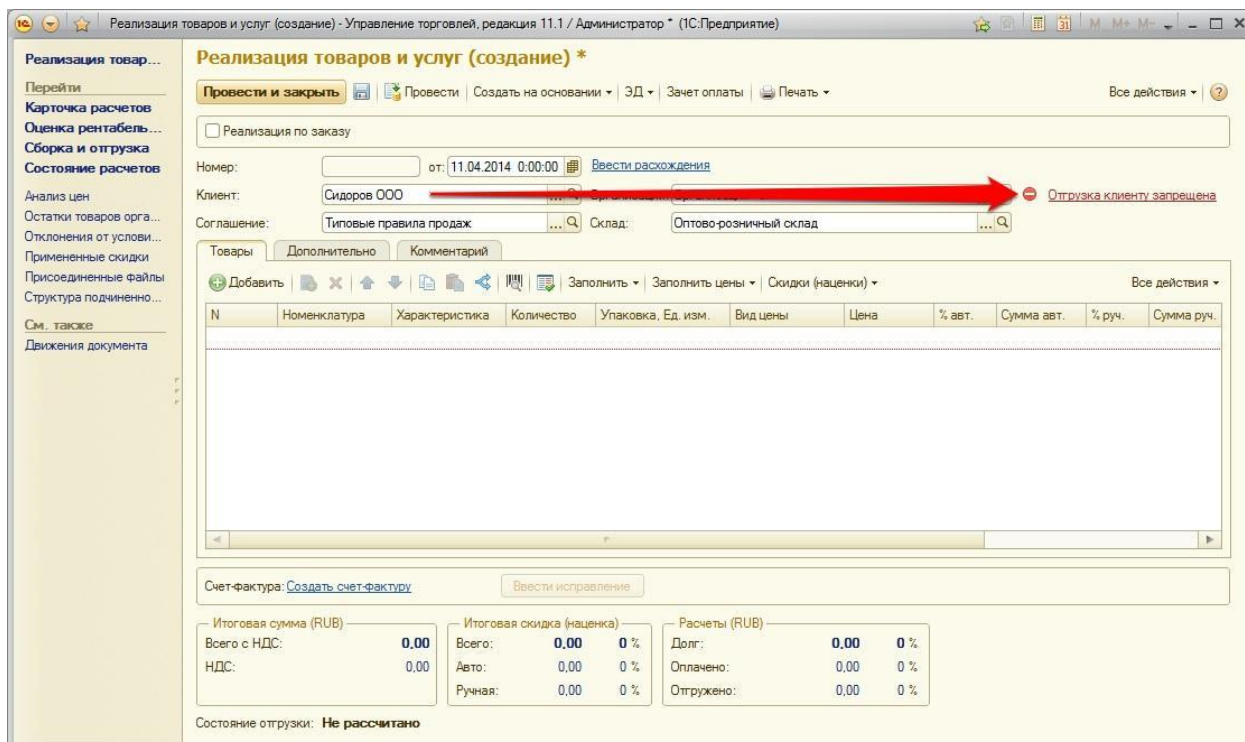 Реализация товаров и услуг (создание) - Управление торговлей, редакция 11.1 / Администратор * (1С:Предприятие)
M M+ M-
Реализация товар...
Перейти
Карточка расчетов
Оценка рентабель...
Сборка и отгрузка
Состояние расчетов
Анализ цен
Остатки товаров орга...
Отклонения от услови...
Примененные скидки
Присоединенные файлы
Структура подчиненно...
См. также
Движения документа
Реализация товаров и услуг (создание) *
Провести и закрыть Провести Создать на основании ЭД Зачет оплаты Печать Все действия ?
Реализация по заказу
Номер: от: 11.04.2014 0:00:00 Ввести расхождения
Клиент: Сидоров ООО ... Отгрузка клиенту запрещена
Соглашение: Типовые правила продаж ... Склад: Оптово-розничный склад ...
Товары Дополнительно Комментарий
Добавить Заполнить Заполнить цены Скидки (наценки) Все действия
N Номенклатура Характеристика Количество Упаковка, Ед. изм. Вид цены Цена % авт. Сумма авт. % руч. Сумма руч.
Счет-фактура: Создать счет-фактуру Ввести исправление
Итоговая сумма (RUB) Итоговая скидка (наценка) Расчеты (RUB)
Всего с НДС: 0,00 Всего: 0,00 0 % Долг: 0,00 0 %
НДС: 0,00 Авто: 0,00 0 % Оплачено: 0,00 0 %
Ручная: 0,00 0 % Отгружено: 0,00 0 %
Состояние отгрузки: Не рассчитано